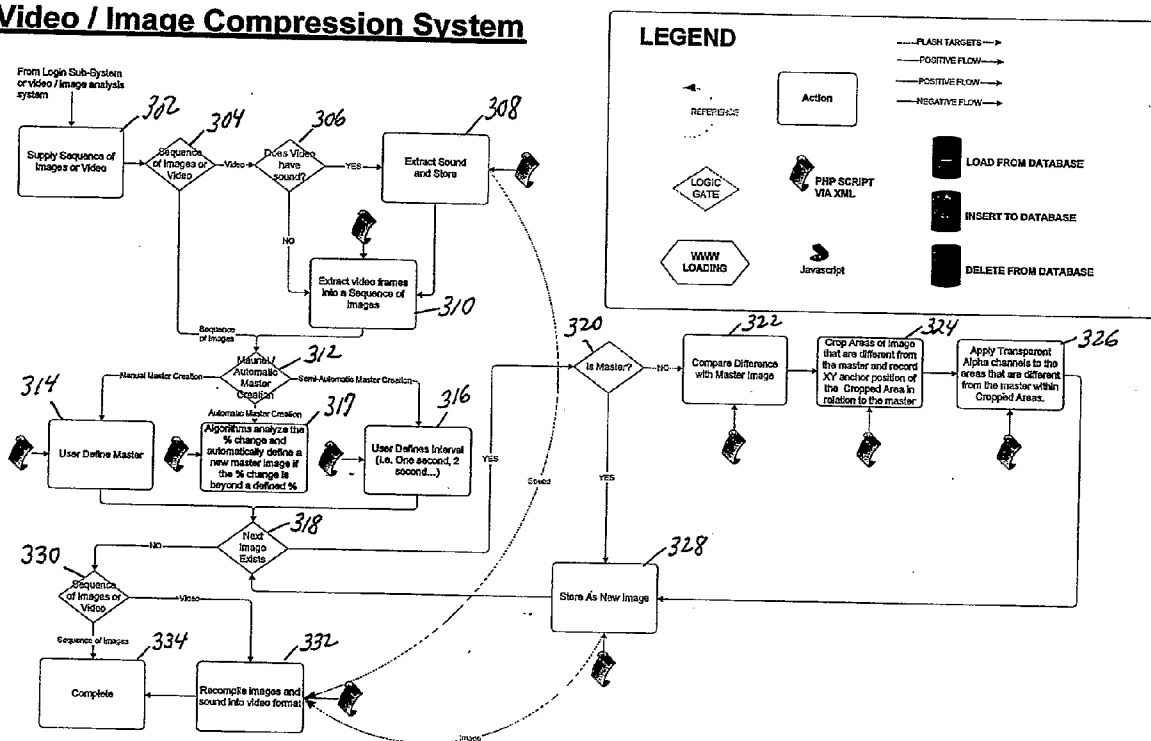 Video / Image Compression System
From Login Sub-System
or video / image analysis
system
302
Supply Sequence of
Images or Video
304
Sequence
of Images or
Video
Video
306
Does Video
have
sound?
YES
NO
308
Extract Sound
and Store
Extract video frames
into a Sequence of
Images
310
Sequence
of Images
312
Maunel /
Automatic
Master
Creation
Manual Master Creation
Semi-Automatic Master Creation
Automatic Master Creation
314
User Define Master
317
Algorithms analyze the
% change and
automatically define a
new master image if
the % change is
beyond a defined %
316
User Defines Interval
(i.e. One second, 2
second...)
318
Next
Image
Exists
NO
YES
Sound
330
Sequence
of Images or
Video
Video
Sequence of Images
334
Complete
332
Recompile images and
sound into video format
Image
LEGEND
REFERENCE
Action
FLASH TARGETS
POSITIVE FLOW
POSITIVE FLOW
NEGATIVE FLOW
LOGIC
GATE
PHP SCRIPT
VIA XML
LOAD FROM DATABASE
INSERT TO DATABASE
WWW
LOADING
Javascript
DELETE FROM DATABASE
320
Is Master?
NO
YES
322
Compare Difference
with Master Image
324
Crop Areas of Image
that are different from
the master and record
XY anchor position of
the Cropped Area in
relation to the master
326
Apply Transparent
Alpha channels to the
areas that are different
from the master within
Cropped Areas.
328
Store As New Image